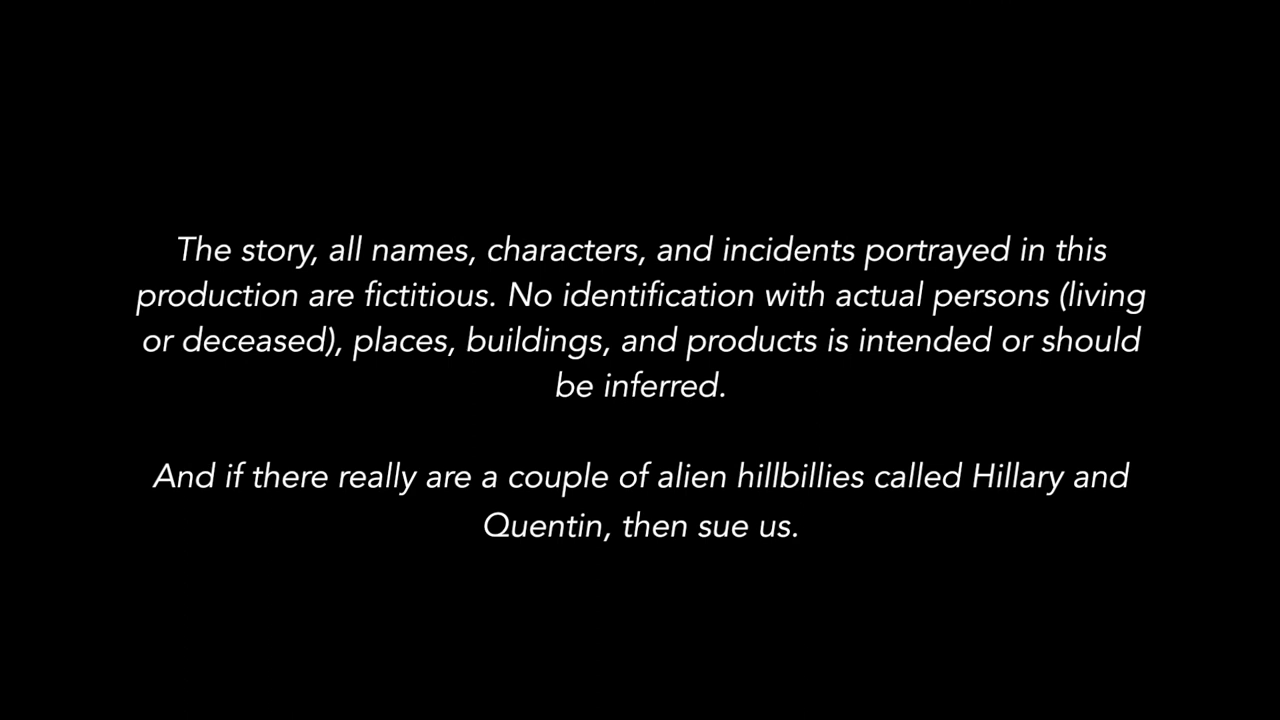 The story, all names, characters, and incidents portrayed in this
production are fictitious. No identification with actual persons (living
or deceased), places, buildings, and products is intended or should
be inferred.
And if there really are a couple of alien hillbillies called Hillary and
Quentin, then sue us.